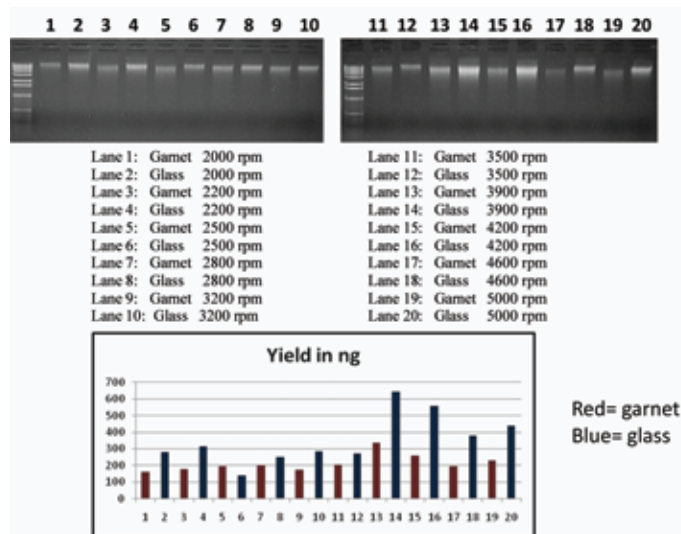 1 2 3 4 5 6 7 8 9 10
11 12 13 14 15 16 17 18 19 20
Lane 1: Garnet 2000 rpm
Lane 2: Glass 2000 rpm
Lane 3: Garnet 2200 rpm
Lane 4: Glass 2200 rpm
Lane 5: Garnet 2500 rpm
Lane 6: Glass 2500 rpm
Lane 7: Garnet 2800 rpm
Lane 8: Glass 2800 rpm
Lane 9: Garnet 3200 rpm
Lane 10: Glass 3200 rpm
Lane 11: Garnet 3500 rpm
Lane 12: Glass 3500 rpm
Lane 13: Garnet 3900 rpm
Lane 14: Glass 3900 rpm
Lane 15: Garnet 4200 rpm
Lane 16: Glass 4200 rpm
Lane 17: Garnet 4600 rpm
Lane 18: Glass 4600 rpm
Lane 19: Garnet 5000 rpm
Lane 20: Glass 5000 rpm
Yield in ng
700
600
500
400
300
200
100
0
1 2 3 4 5 6 7 8 9 10 11 12 13 14 15 16 17 18 19 20
Red= garnet
Blue= glass